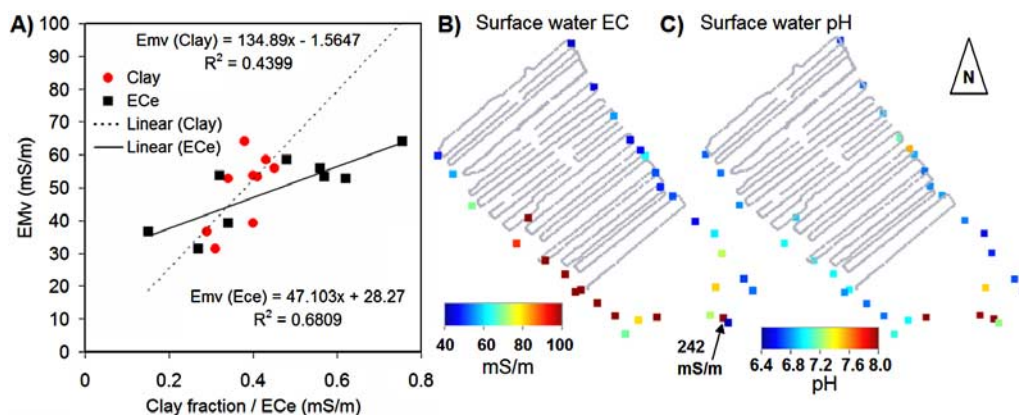 A)
Emv (Clay) = 134.89x - 1.5647
R² = 0.4399
Clay
ECe
Linear (Clay)
Linear (ECe)
Emv (Ece) = 47.103x + 28.27
R² = 0.6809
EMv (mS/m)
100
90
80
70
60
50
40
30
20
10
0
0
0.2
0.4
0.6
0.8
Clay fraction / ECe (mS/m)
B) Surface water EC
40 60 80 100
mS/m
242
mS/m
C) Surface water pH
N
6.4 6.8 7.2 7.6 8.0
pH